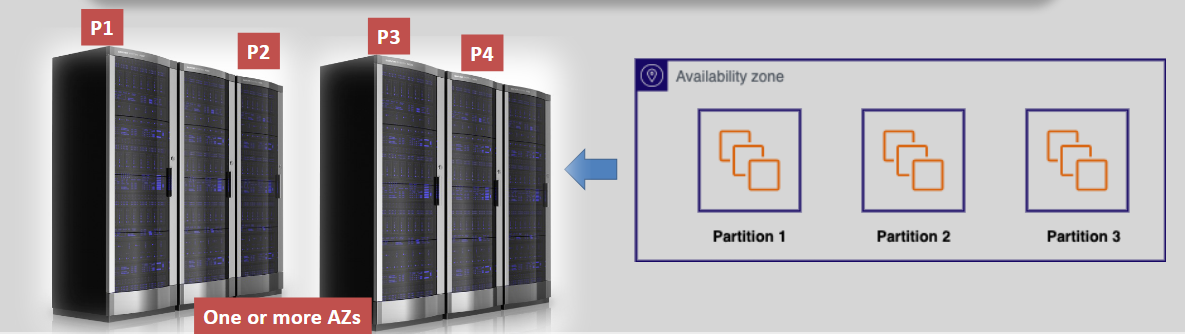 P1
P2
P3
P4
One or more AZs
Availability zone
Partition 1
Partition 2
Partition 3